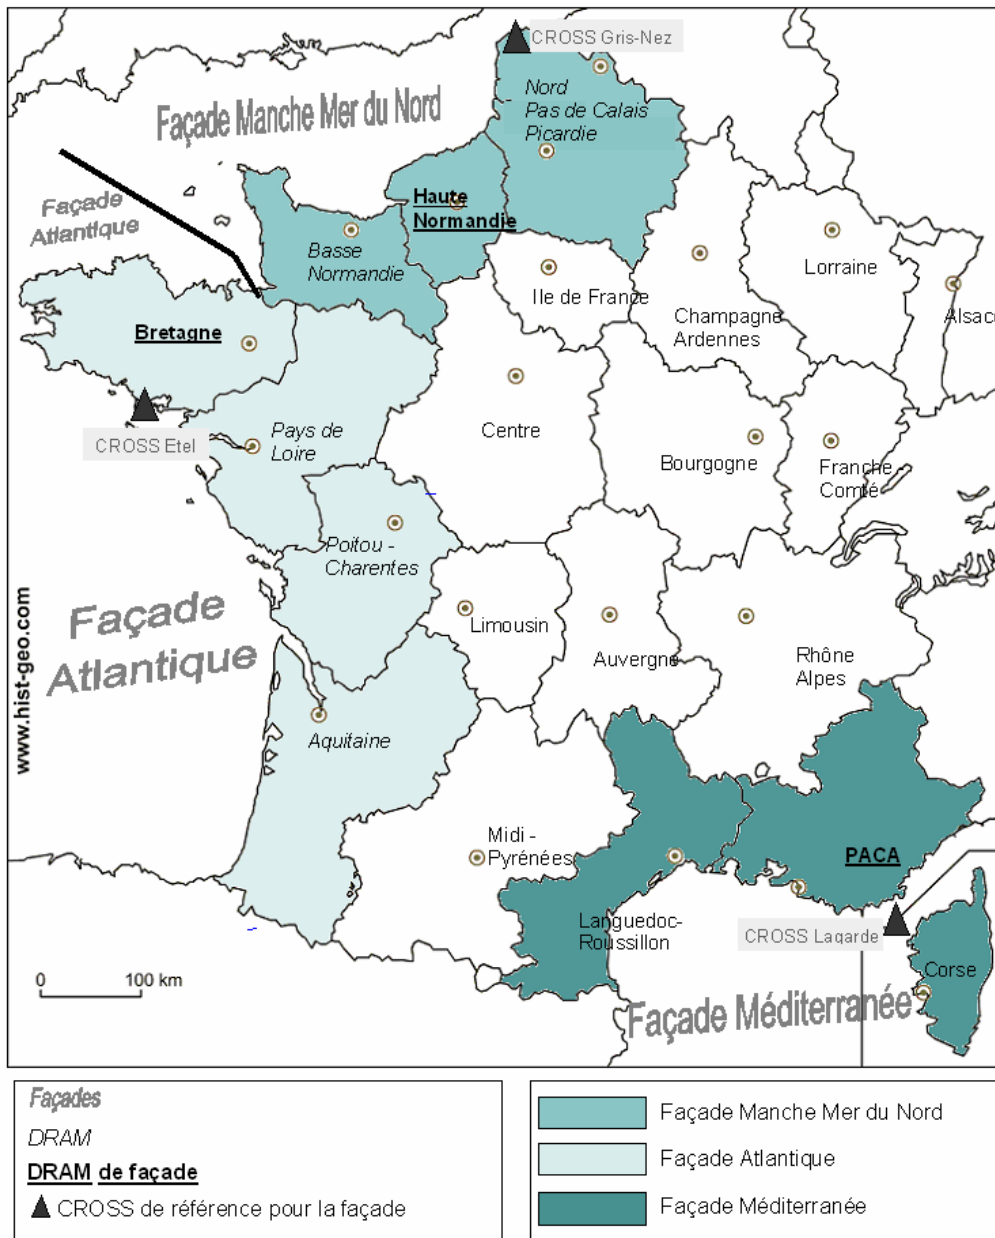 CROSS Gris-Nez
Façade Manche Mer du Nord
Nord
Pas de Calais
Picardie
Façade
Atlantique
Haute
Normandie
Basse
Normandie
Ile de France
Champagne
Ardennes
Lorraine
Alsace
Bretagne
CROSS Etel
Pays de
Loire
Centre
Bourgogne
Franche
Comté
Poitou -
Charentes
Façade
Atlantique
Limousin
Auvergne
Rhône
Alpes
www.hist-geo.com
Aquitaine
Midi -
Pyrénées
PACA
Languedoc-
Roussillon
CROSS Lagarde
Corse
0 100 km
Façade Méditerranée
Façades
DRAM
DRAM de façade
CROSS de référence pour la façade
Façade Manche Mer du Nord
Façade Atlantique
Façade Méditerranée